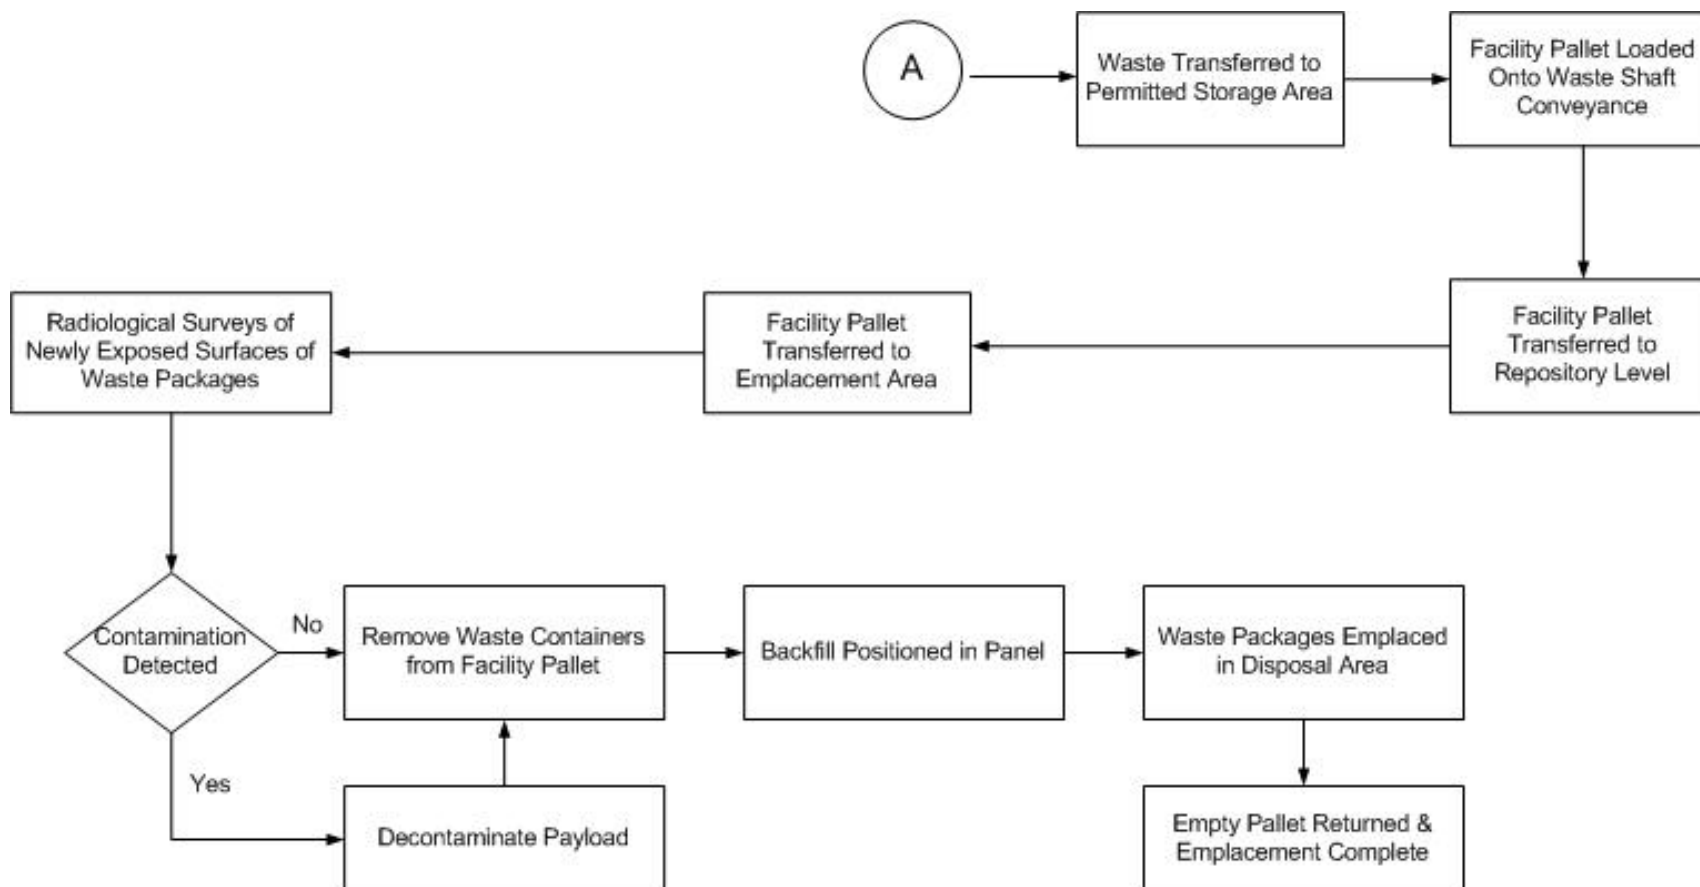 A
Waste Transferred to
Permitted Storage Area
Facility Pallet Loaded
Onto Waste Shaft
Conveyance
Facility Pallet
Transferred to
Repository Level
Facility Pallet
Transferred to
Emplacement Area
Radiological Surveys of
Newly Exposed Surfaces of
Waste Packages
Contamination
Detected
No
Remove Waste Containers
from Facility Pallet
Backfill Positioned in Panel
Waste Packages Emplaced
in Disposal Area
Yes
Decontaminate Payload
Empty Pallet Returned &
Emplacement Complete